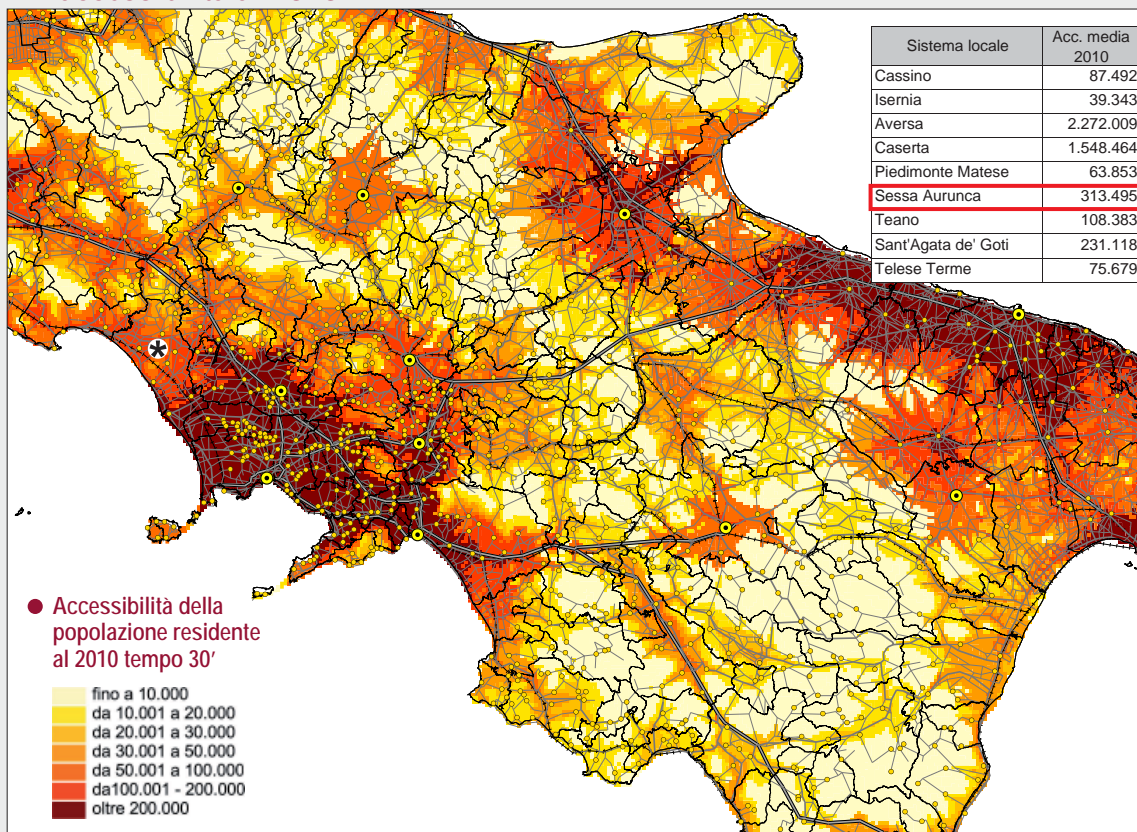 Sistema locale
Acc. media
2010
Cassino 87.492
Isernia 39.343
Aversa 2.272.009
Caserta 1.548.464
Piedimonte Matese 63.853
Sessa Aurunca 313.495
Teano 108.383
Sant'Agata de' Goti 231.118
Telese Terme 75.679
*
Accessibilità della
popolazione residente
al 2010 tempo 30'
fino a 10.000
da 10.001 a 20.000
da 20.001 a 30.000
da 30.001 a 50.000
da 50.001 a 100.000
da100.001 - 200.000
oltre 200.000